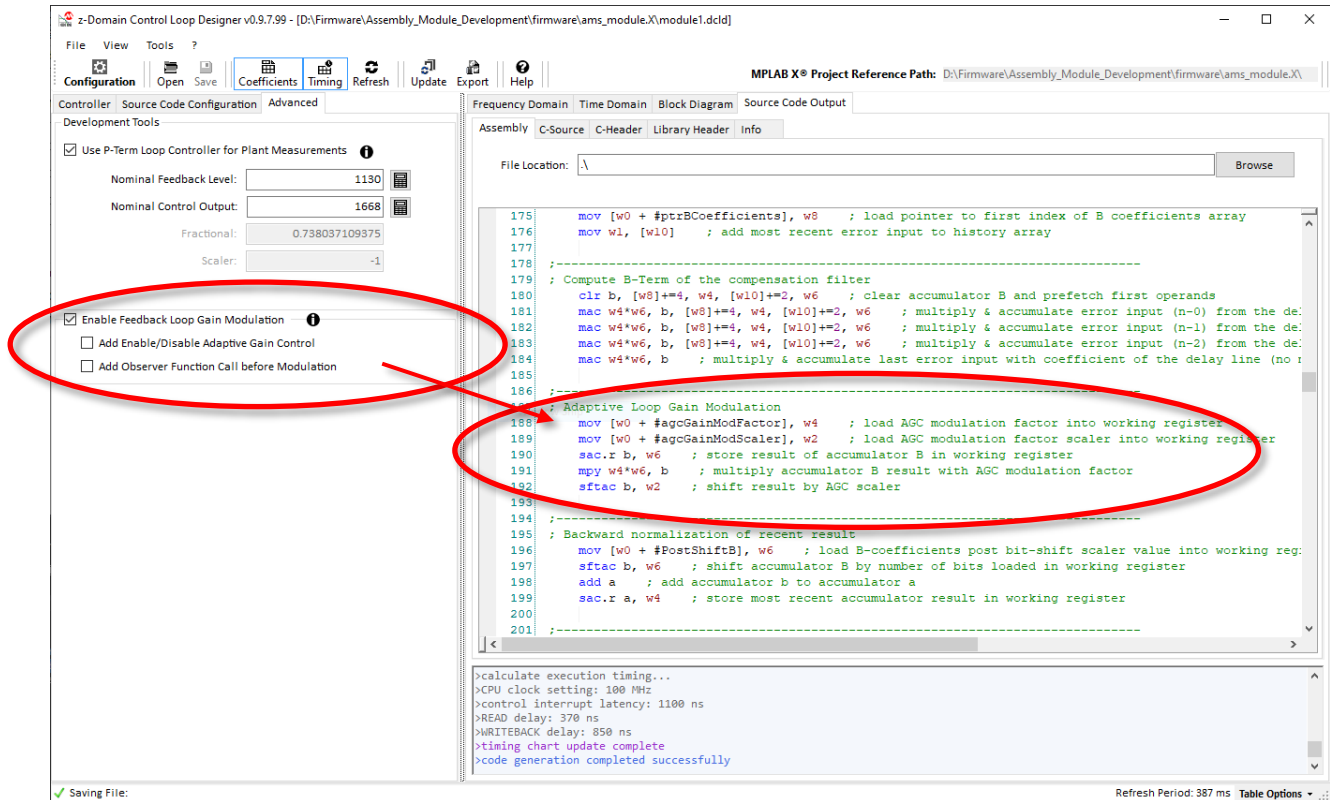 z-Domain Control Loop Designer v0.9.7.99 - [D:\Firmware\Assembly_Module_Development\firmware\ams_module.X\module1.dcld]
File View Tools ?
Configuration Open Save Coefficients Timing Refresh Update Export Help
MPLAB X® Project Reference Path: D:\Firmware\Assembly_Module_Development\firmware\ams_module.X\
Controller Source Code Configuration Advanced
Development Tools
Use P-Term Loop Controller for Plant Measurements
Nominal Feedback Level: 1130
Nominal Control Output: 1668
Fractional: 0.738037109375
Scaler: -1
Enable Feedback Loop Gain Modulation
Add Enable/Disable Adaptive Gain Control
Add Observer Function Call before Modulation
Frequency Domain Time Domain Block Diagram Source Code Output
Assembly C-Source C-Header Library Header Info
File Location: .\ Browse
175 mov [w0 + #ptrBCoefficients], w8 ; load pointer to first index of B coefficients array
176 mov w1, [w10] ; add most recent error input to history array
177
178 ;------------------------------------------------------------------------------
179 ; Compute B-Term of the compensation filter
180 clr b, [w8]+=4, w4, [w10]+=2, w6 ; clear accumulator B and prefetch first operands
181 mac w4*w6, b, [w8]+=4, w4, [w10]+=2, w6 ; multiply & accumulate error input (n-0) from the del
182 mac w4*w6, b, [w8]+=4, w4, [w10]+=2, w6 ; multiply & accumulate error input (n-1) from the del
183 mac w4*w6, b, [w8]+=4, w4, [w10]+=2, w6 ; multiply & accumulate error input (n-2) from the del
184 mac w4*w6, b ; multiply & accumulate last error input with coefficient of the delay line (no
185
186 ;------------------------------------------------------------------------------
187 ; Adaptive Loop Gain Modulation
188 mov [w0 + #agcGainModFactor], w4 ; load AGC modulation factor into working register
189 mov [w0 + #agcGainModScaler], w2 ; load AGC modulation factor scaler into working register
190 sac.r b, w6 ; store result of accumulator B in working register
191 mpy w4*w6, b ; multiply accumulator B result with AGC modulation factor
192 sftac b, w2 ; shift result by AGC scaler
193
194 ;------------------------------------------------------------------------------
195 ; Backward normalization of recent result
196 mov [w0 + #PostShiftB], w6 ; load B-coefficients post bit-shift scaler value into working reg
197 sftac b, w6 ; shift accumulator B by number of bits loaded in working register
198 add a ; add accumulator b to accumulator a
199 sac.r a, w4 ; store most recent accumulator result in working register
200
201 ;------------------------------------------------------------------------------
>calculate execution timing...
>CPU clock setting: 100 MHz
>control interrupt latency: 1100 ns
>READ delay: 370 ns
>WRITEBACK delay: 850 ns
>timing chart update complete
>code generation completed successfully
Saving File: Refresh Period: 387 ms Table Options